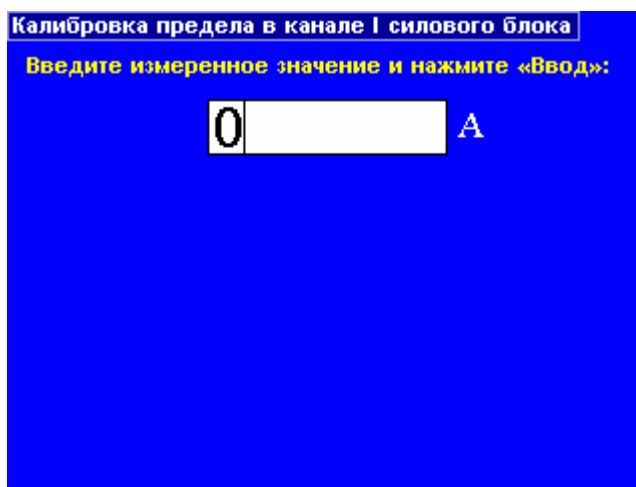 Калибровка предела в канале I силового блока
Введите измеренное значение и нажмите «Ввод»:
0 А